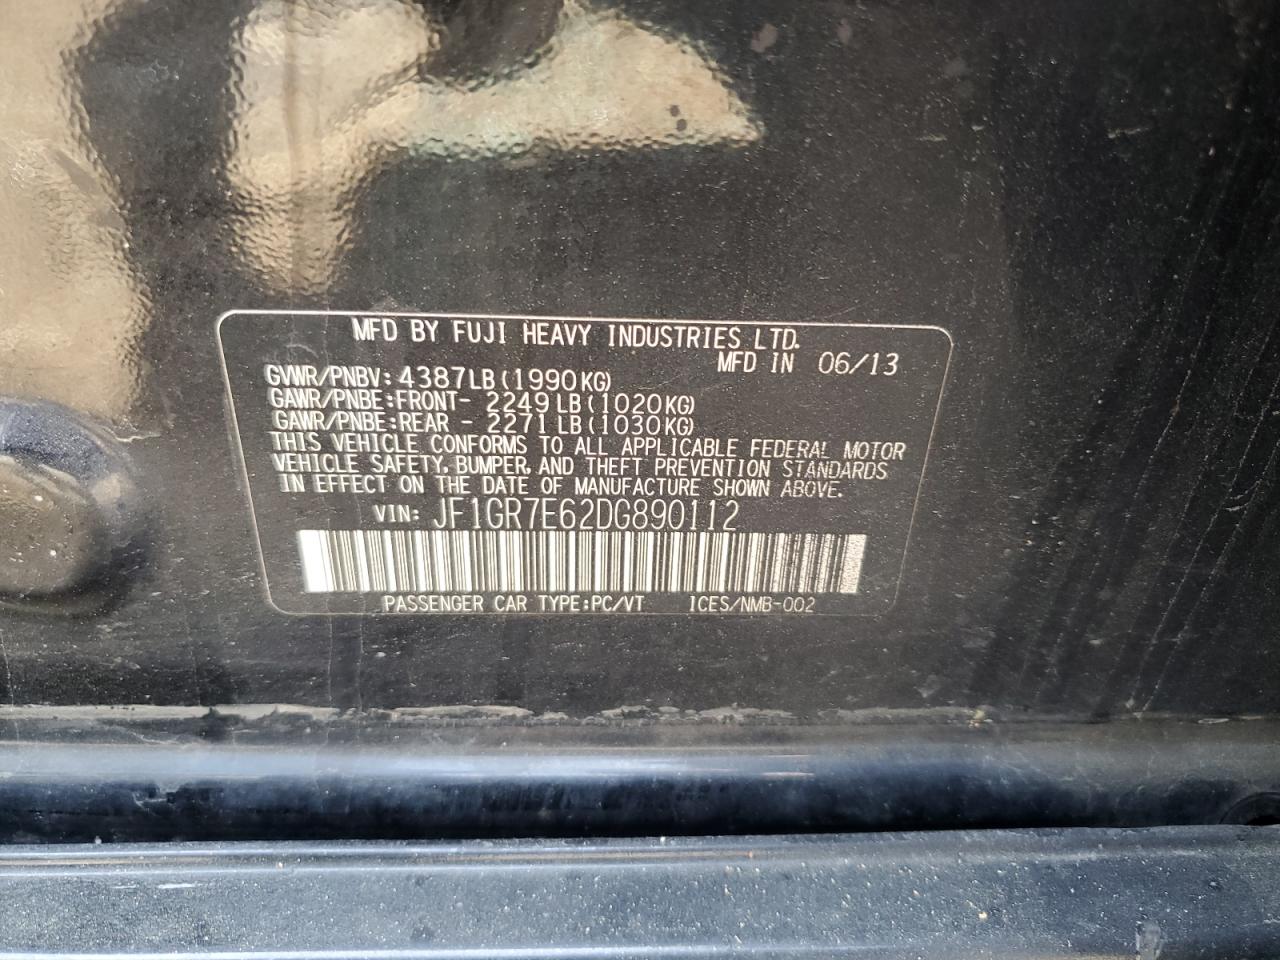 MFD BY FUJI HEAVY INDUSTRIES LTD.
MFD IN 06/13
GVWR/PNBV: 4387LB(1990KG)
GAWR/PNBE:FRONT- 2249LB(1020KG)
GAWR/PNBE:REAR - 2271LB(1030KG)
THIS VEHICLE CONFORMS TO ALL APPLICABLE FEDERAL MOTOR
VEHICLE SAFETY, BUMPER, AND THEFT PREVENTION STANDARDS
IN EFFECT ON THE DATE OF MANUFACTURE SHOWN ABOVE.
VIN: JF1GR7E62DG890112
PASSENGER CAR TYPE:PC/VT ICES/NMB-002